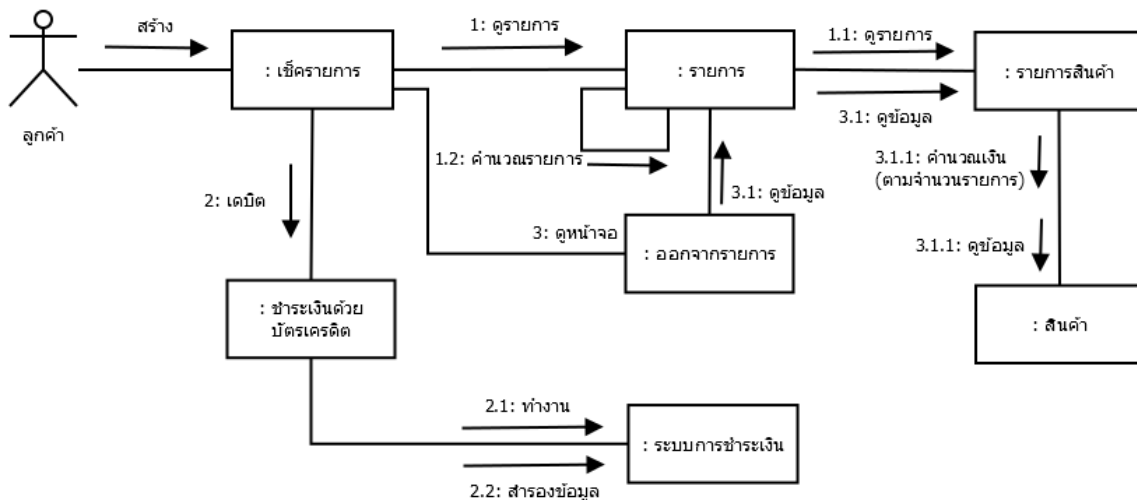 สร้าง
1: ดูรายการ
1.1: ดูรายการ
: เช็ครายการ
: รายการ
: รายการสินค้า
3.1: ดูข้อมูล
ลูกค้า
1.2: คำนวณรายการ
3.1.1: คำนวณเงิน
(ตามจำนวนรายการ)
2: เดบิต
3.1: ดูข้อมูล
3: ดูหน้าจอ
: ออกจากรายการ
3.1.1: ดูข้อมูล
: ชำระเงินด้วย
บัตรเครดิต
: สินค้า
2.1: ทำงาน
: ระบบการชำระเงิน
2.2: สำรองข้อมูล